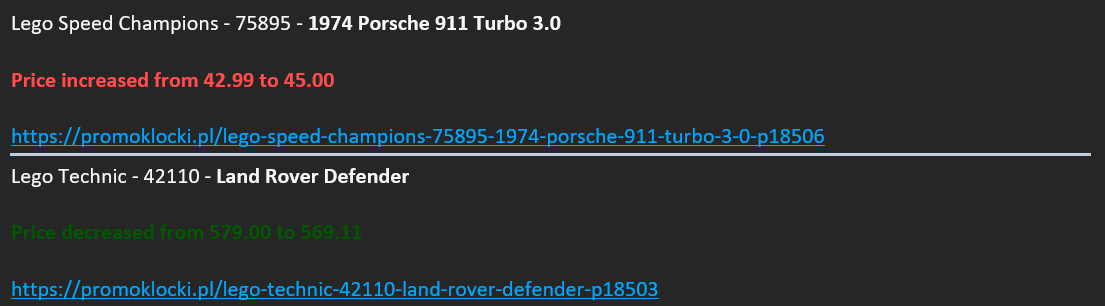 Lego Speed Champions - 75895 - 1974 Porsche 911 Turbo 3.0
Price increased from 42.99 to 45.00
https://promoklocki.pl/lego-speed-champions-75895-1974-porsche-911-turbo-3-0-p18506
Lego Technic - 42110 - Land Rover Defender
Price decreased from 579.00 to 569.11
https://promoklocki.pl/lego-technic-42110-land-rover-defender-p18503